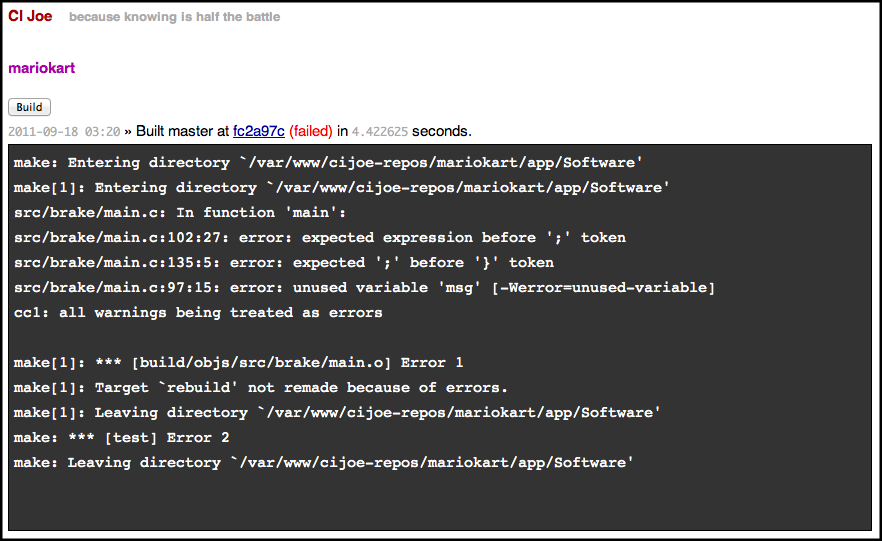 CI Joe because knowing is half the battle
mariokart
Build
2011-09-18 03:20 » Built master at fc2a97c (failed) in 4.422625 seconds.
make: Entering directory `/var/www/cijoe-repos/mariokart/app/Software'
make[1]: Entering directory `/var/www/cijoe-repos/mariokart/app/Software'
src/brake/main.c: In function 'main':
src/brake/main.c:102:27: error: expected expression before ';' token
src/brake/main.c:135:5: error: expected ';' before '}' token
src/brake/main.c:97:15: error: unused variable 'msg' [-Werror=unused-variable]
cc1: all warnings being treated as errors
make[1]: *** [build/objs/src/brake/main.o] Error 1
make[1]: Target `rebuild' not remade because of errors.
make[1]: Leaving directory `/var/www/cijoe-repos/mariokart/app/Software'
make: *** [test] Error 2
make: Leaving directory `/var/www/cijoe-repos/mariokart/app/Software'